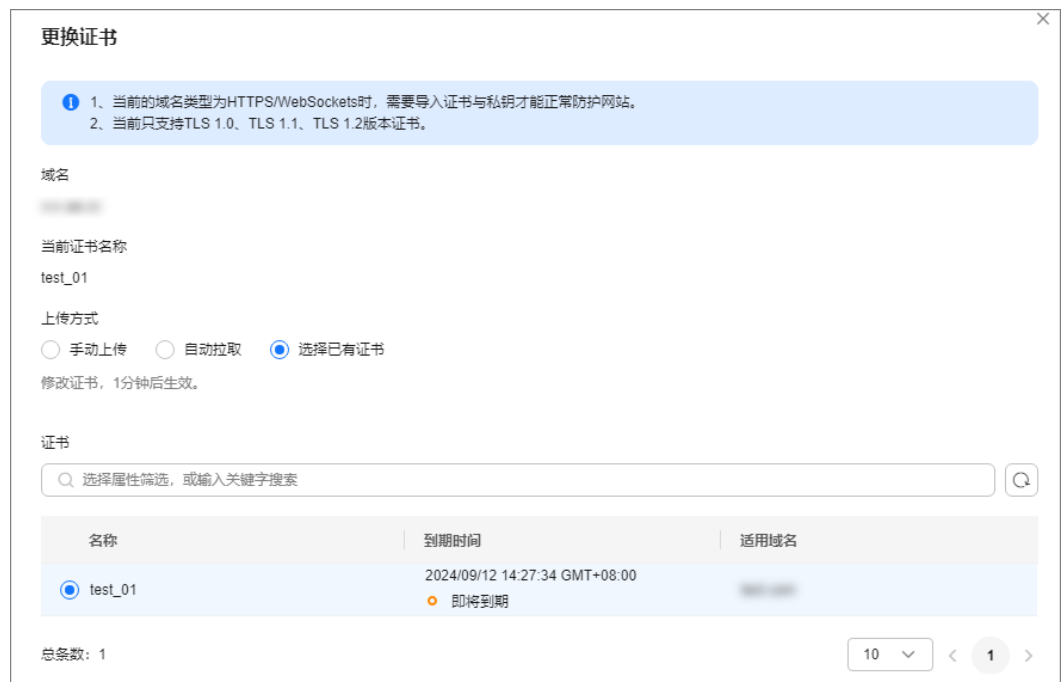 更换证书
1、当前的域名类型为HTTPS/WebSockets时，需要导入证书与私钥才能正常防护网站。
2、当前只支持TLS 1.0、TLS 1.1、TLS 1.2版本证书。
域名
当前证书名称
test_01
上传方式
手动上传 自动拉取 选择已有证书
修改证书，1分钟后生效。
证书
选择属性筛选，或输入关键字搜索
名称 到期时间 适用域名
test_01 2024/09/12 14:27:34 GMT+08:00
即将到期
总条数：1 10 < 1 >